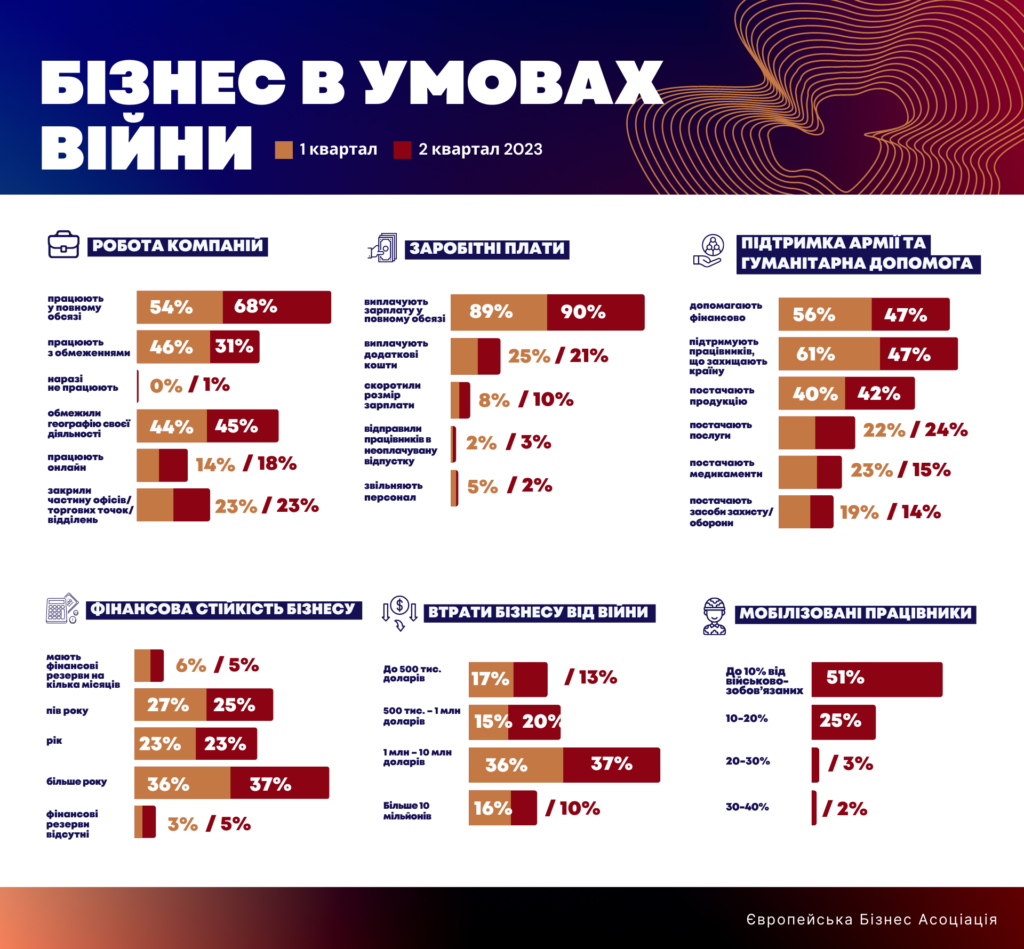 БІЗНЕС В УМОВАХ
ВІЙНИ
1 квартал
2 квартал 2023
РОБОТА КОМПАНІЙ
працюють
у повному
обсязі
54% 68%
працюють
з обмеженнями
46% 31%
наразі
не працюють
0% / 1%
обмежили
географію своєї
діяльності
44% 45%
працюють
онлайн
14% / 18%
закрили
частину офісів/
торгових точок/
відділень
23% / 23%
ЗАРОБІТНІ ПЛАТИ
виплачують
зарплату у
повному обсязі
89% 90%
виплачують
додаткові
кошти
25% / 21%
скоротили
розмір
зарплати
8% / 10%
відправили
працівників в
неоплачувану
відпустку
2% / 3%
звільняють
персонал
5% / 2%
ПІДТРИМКА АРМІЇ ТА
ГУМАНІТАРНА ДОПОМОГА
допомагають
фінансово
56% 47%
підтримують
працівників,
що захищають
країну
61% 47%
постачають
продукцію
40% 42%
постачають
послуги
22% / 24%
постачають
медикаменти
23% / 15%
постачають
засоби захисту/
оборони
19% / 14%
ФІНАНСОВА СТІЙКІСТЬ БІЗНЕСУ
мають
фінансові
резерви на
кілька місяців
6% / 5%
пів року
27% 25%
рік
23% 23%
більше року
36% 37%
фінансові
резерви
відсутні
3% / 5%
ВТРАТИ БІЗНЕСУ ВІД ВІЙНИ
До 500 тис.
доларів
17% / 13%
500 тис. – 1 млн
доларів
15% 20%
1 млн – 10 млн
доларів
36% 37%
Більше 10
мільйонів
16% / 10%
МОБІЛІЗОВАНІ ПРАЦІВНИКИ
До 10% від
військово-
зобов’язаних
51%
10-20%
25%
20-30%
/ 3%
30-40%
/ 2%
Європейська Бізнес Асоціація